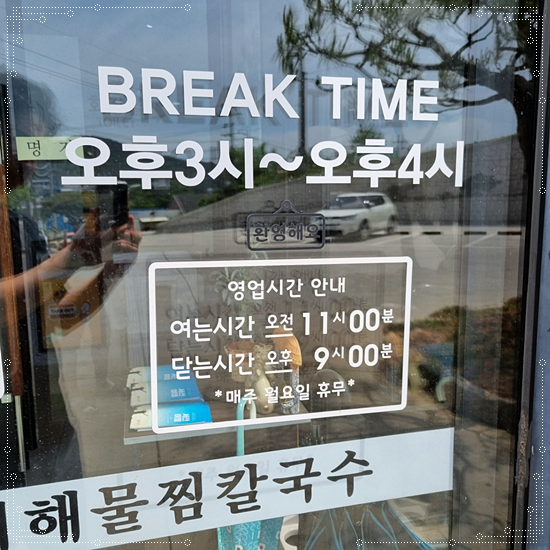 BREAK TIME
명
오후3시~오후4시
환영해요
영업시간 안내
여는시간 오전 11시00분
닫는시간 오후 9시00분
*매주 월요일 휴무*
해물찜칼국수